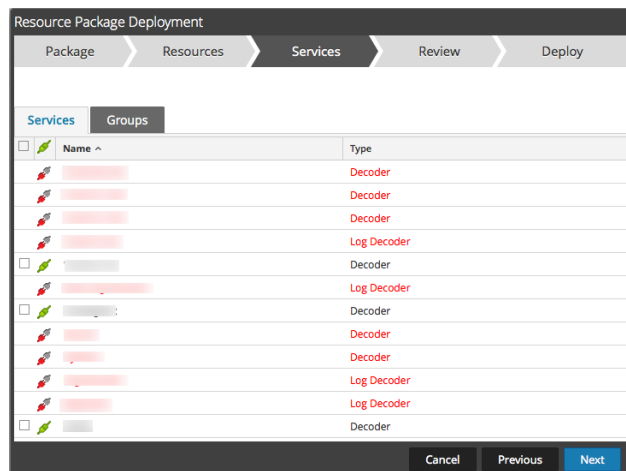 Resource Package Deployment
Package Resources Services Review Deploy
Services Groups
Name Type
Decoder
Decoder
Decoder
Log Decoder
Decoder
Log Decoder
Decoder
Decoder
Decoder
Log Decoder
Log Decoder
Decoder
Cancel Previous Next